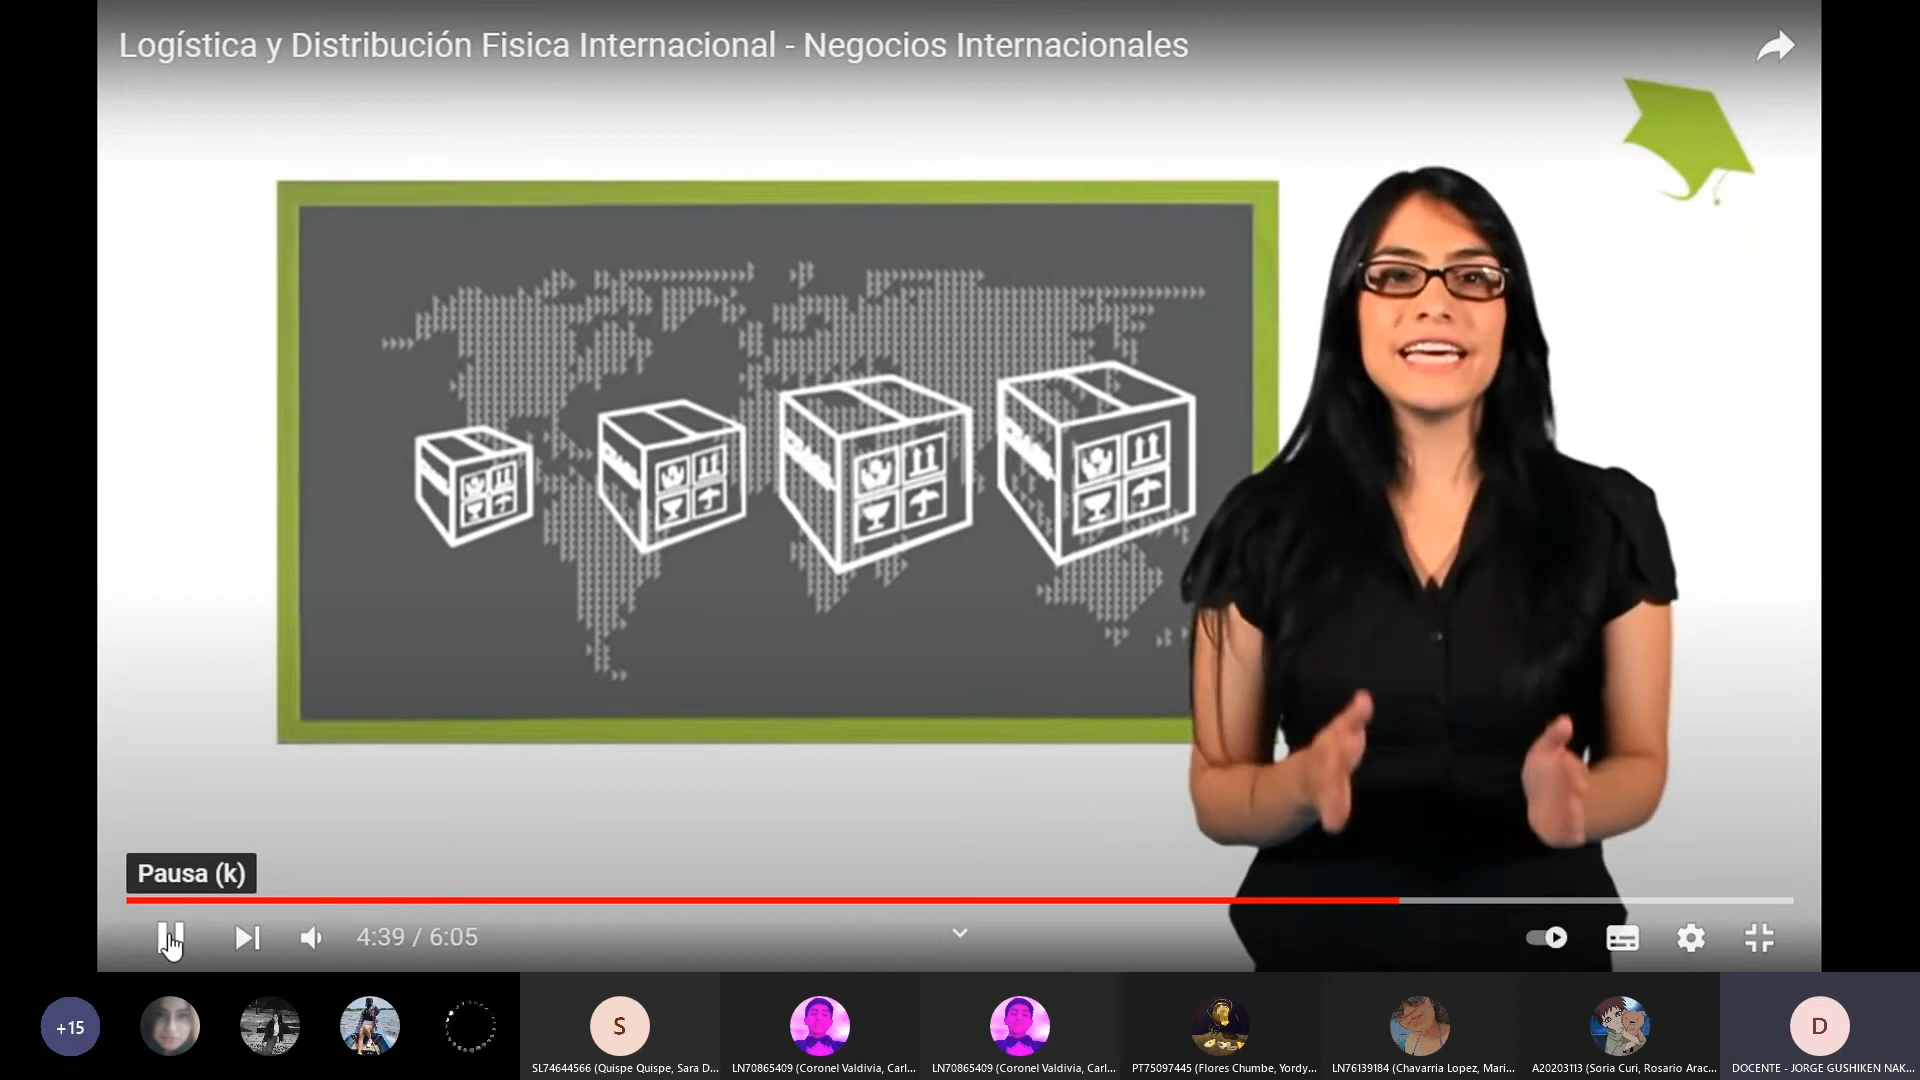 Logística y Distribución Fisica Internacional - Negocios Internacionales
Pausa (k)
4:39 / 6:05
+15
S
D
SL74644566 (Quispe Quispe, Sara D...
LN70865409 (Coronel Valdivia, Carl...
LN70865409 (Coronel Valdivia, Carl...
PT75097445 (Flores Chumbe, Yordy...
LN76139184 (Chavarria Lopez, Mari...
A20203113 (Soria Curi, Rosario Arac...
DOCENTE - JORGE GUSHIKEN NAK...